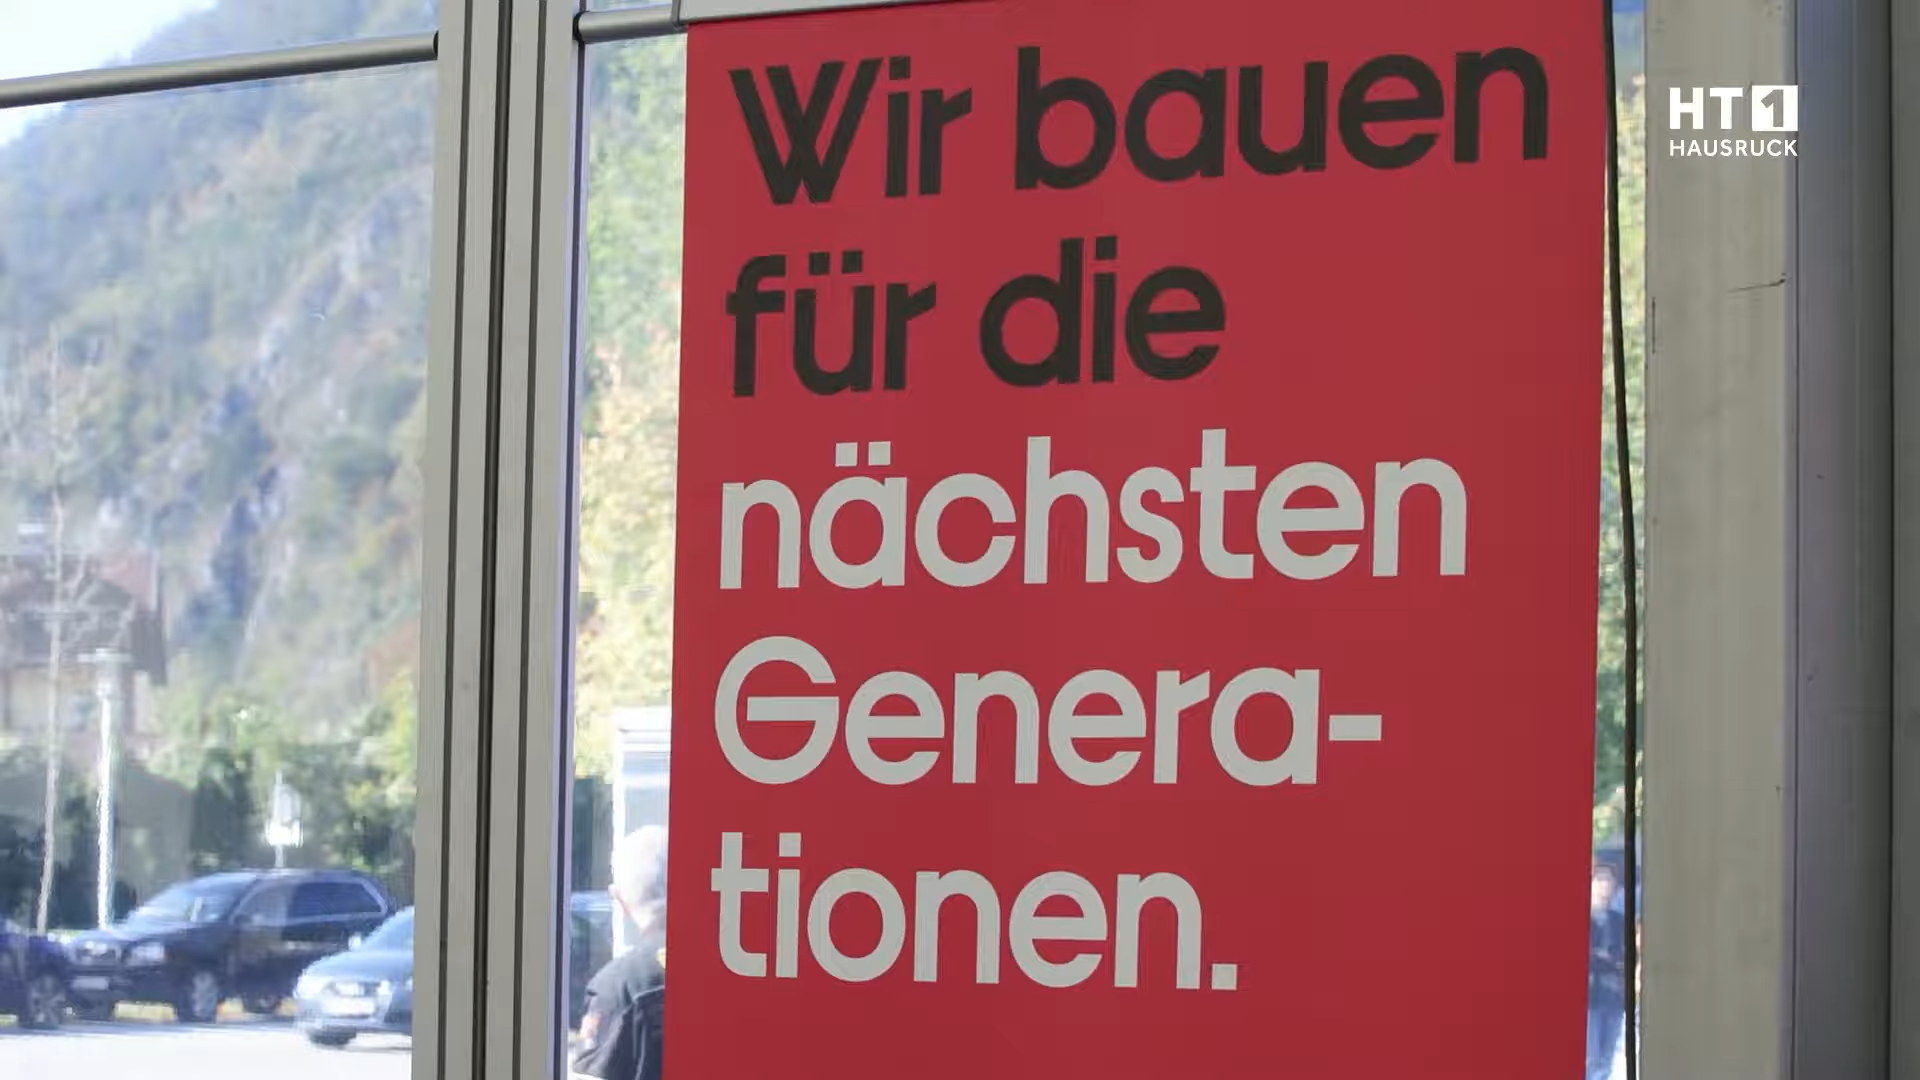 Wir bauen
für die
nächsten
Genera-
tionen.
HT1
HAUSRUCK